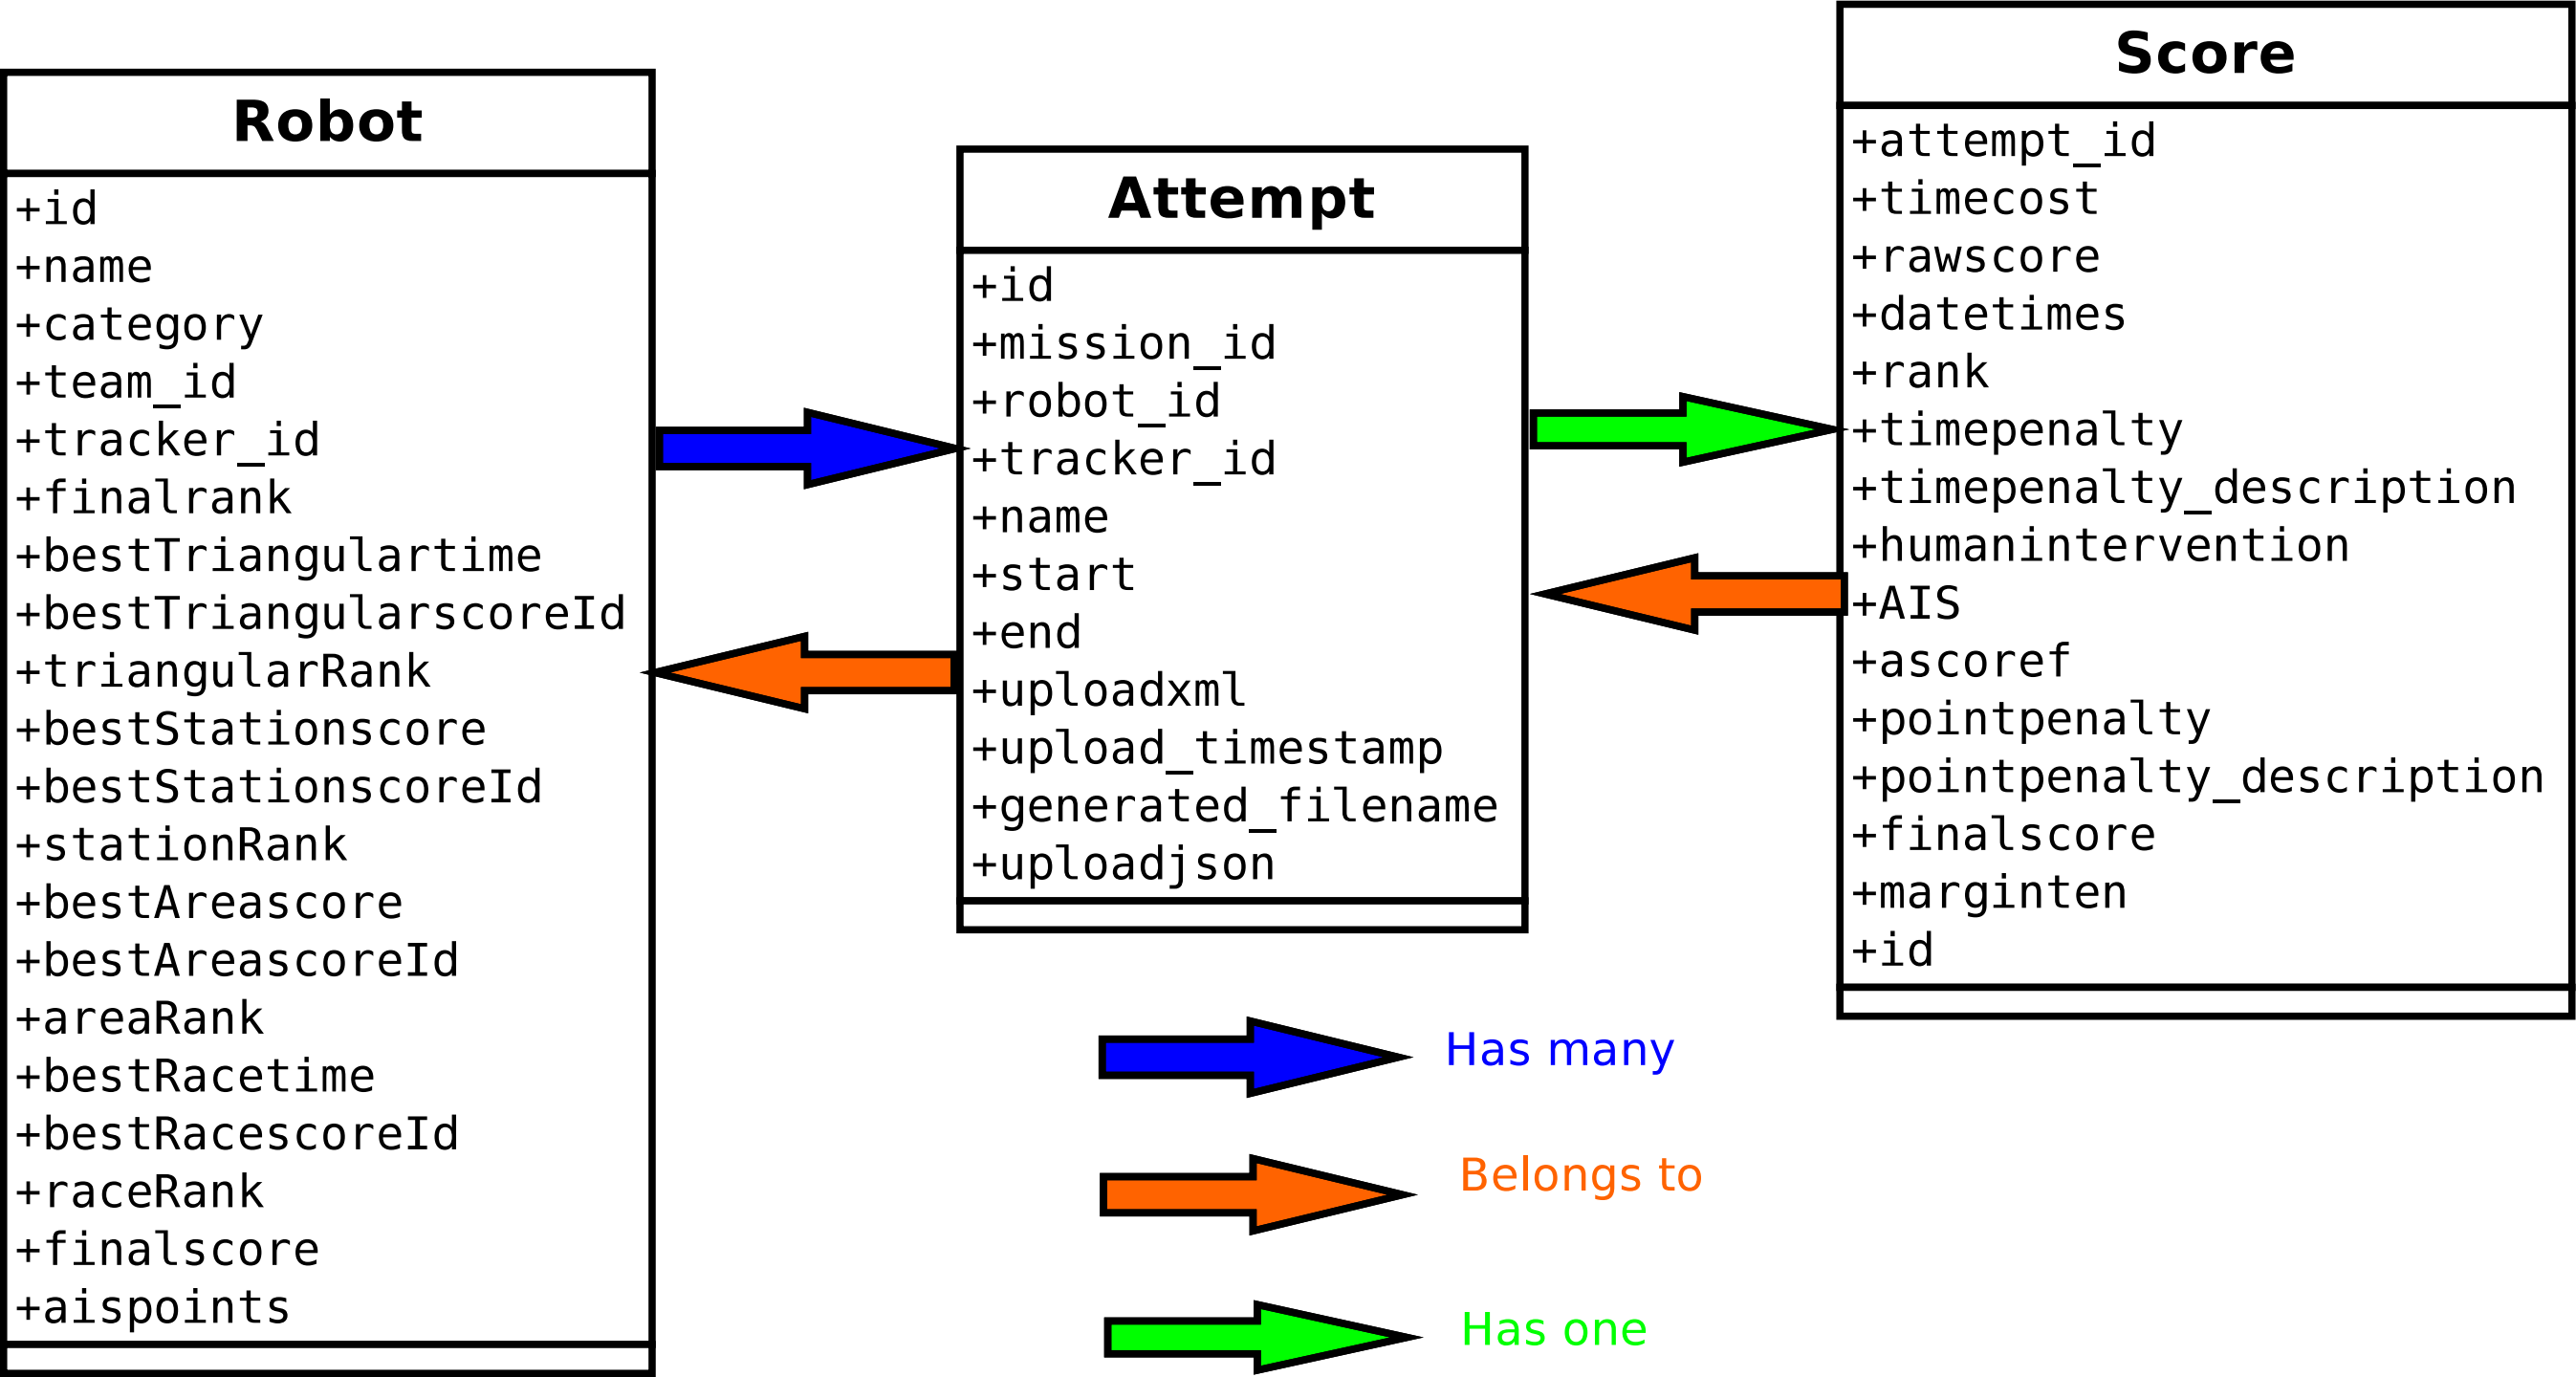 Robot
+id
+name
+category
+team_id
+tracker_id
+finalrank
+bestTriangulartime
+bestTriangularscoreId
+triangularRank
+bestStationscore
+bestStationscoreId
+stationRank
+bestAreascore
+bestAreascoreId
+areaRank
+bestRacetime
+bestRacescoreId
+raceRank
+finalscore
+aispoints
Attempt
+id
+mission_id
+robot_id
+tracker_id
+name
+start
+end
+uploadxml
+upload_timestamp
+generated_filename
+uploadjson
Score
+attempt_id
+timecost
+rawscore
+datetimes
+rank
+timepenalty
+timepenalty_description
+humanintervention
+AIS
+ascoref
+pointpenalty
+pointpenalty_description
+finalscore
+marginten
+id
Has many
Belongs to
Has one